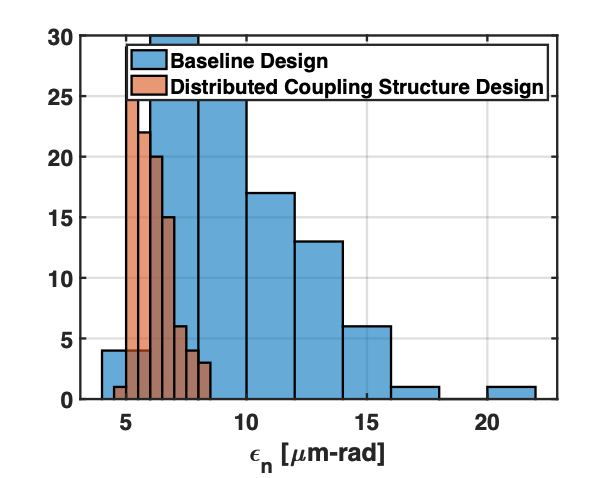 30
25
20
15
10
5
0
Baseline Design
Distributed Coupling Structure Design
5 10 15 20
ϵn [μm-rad]